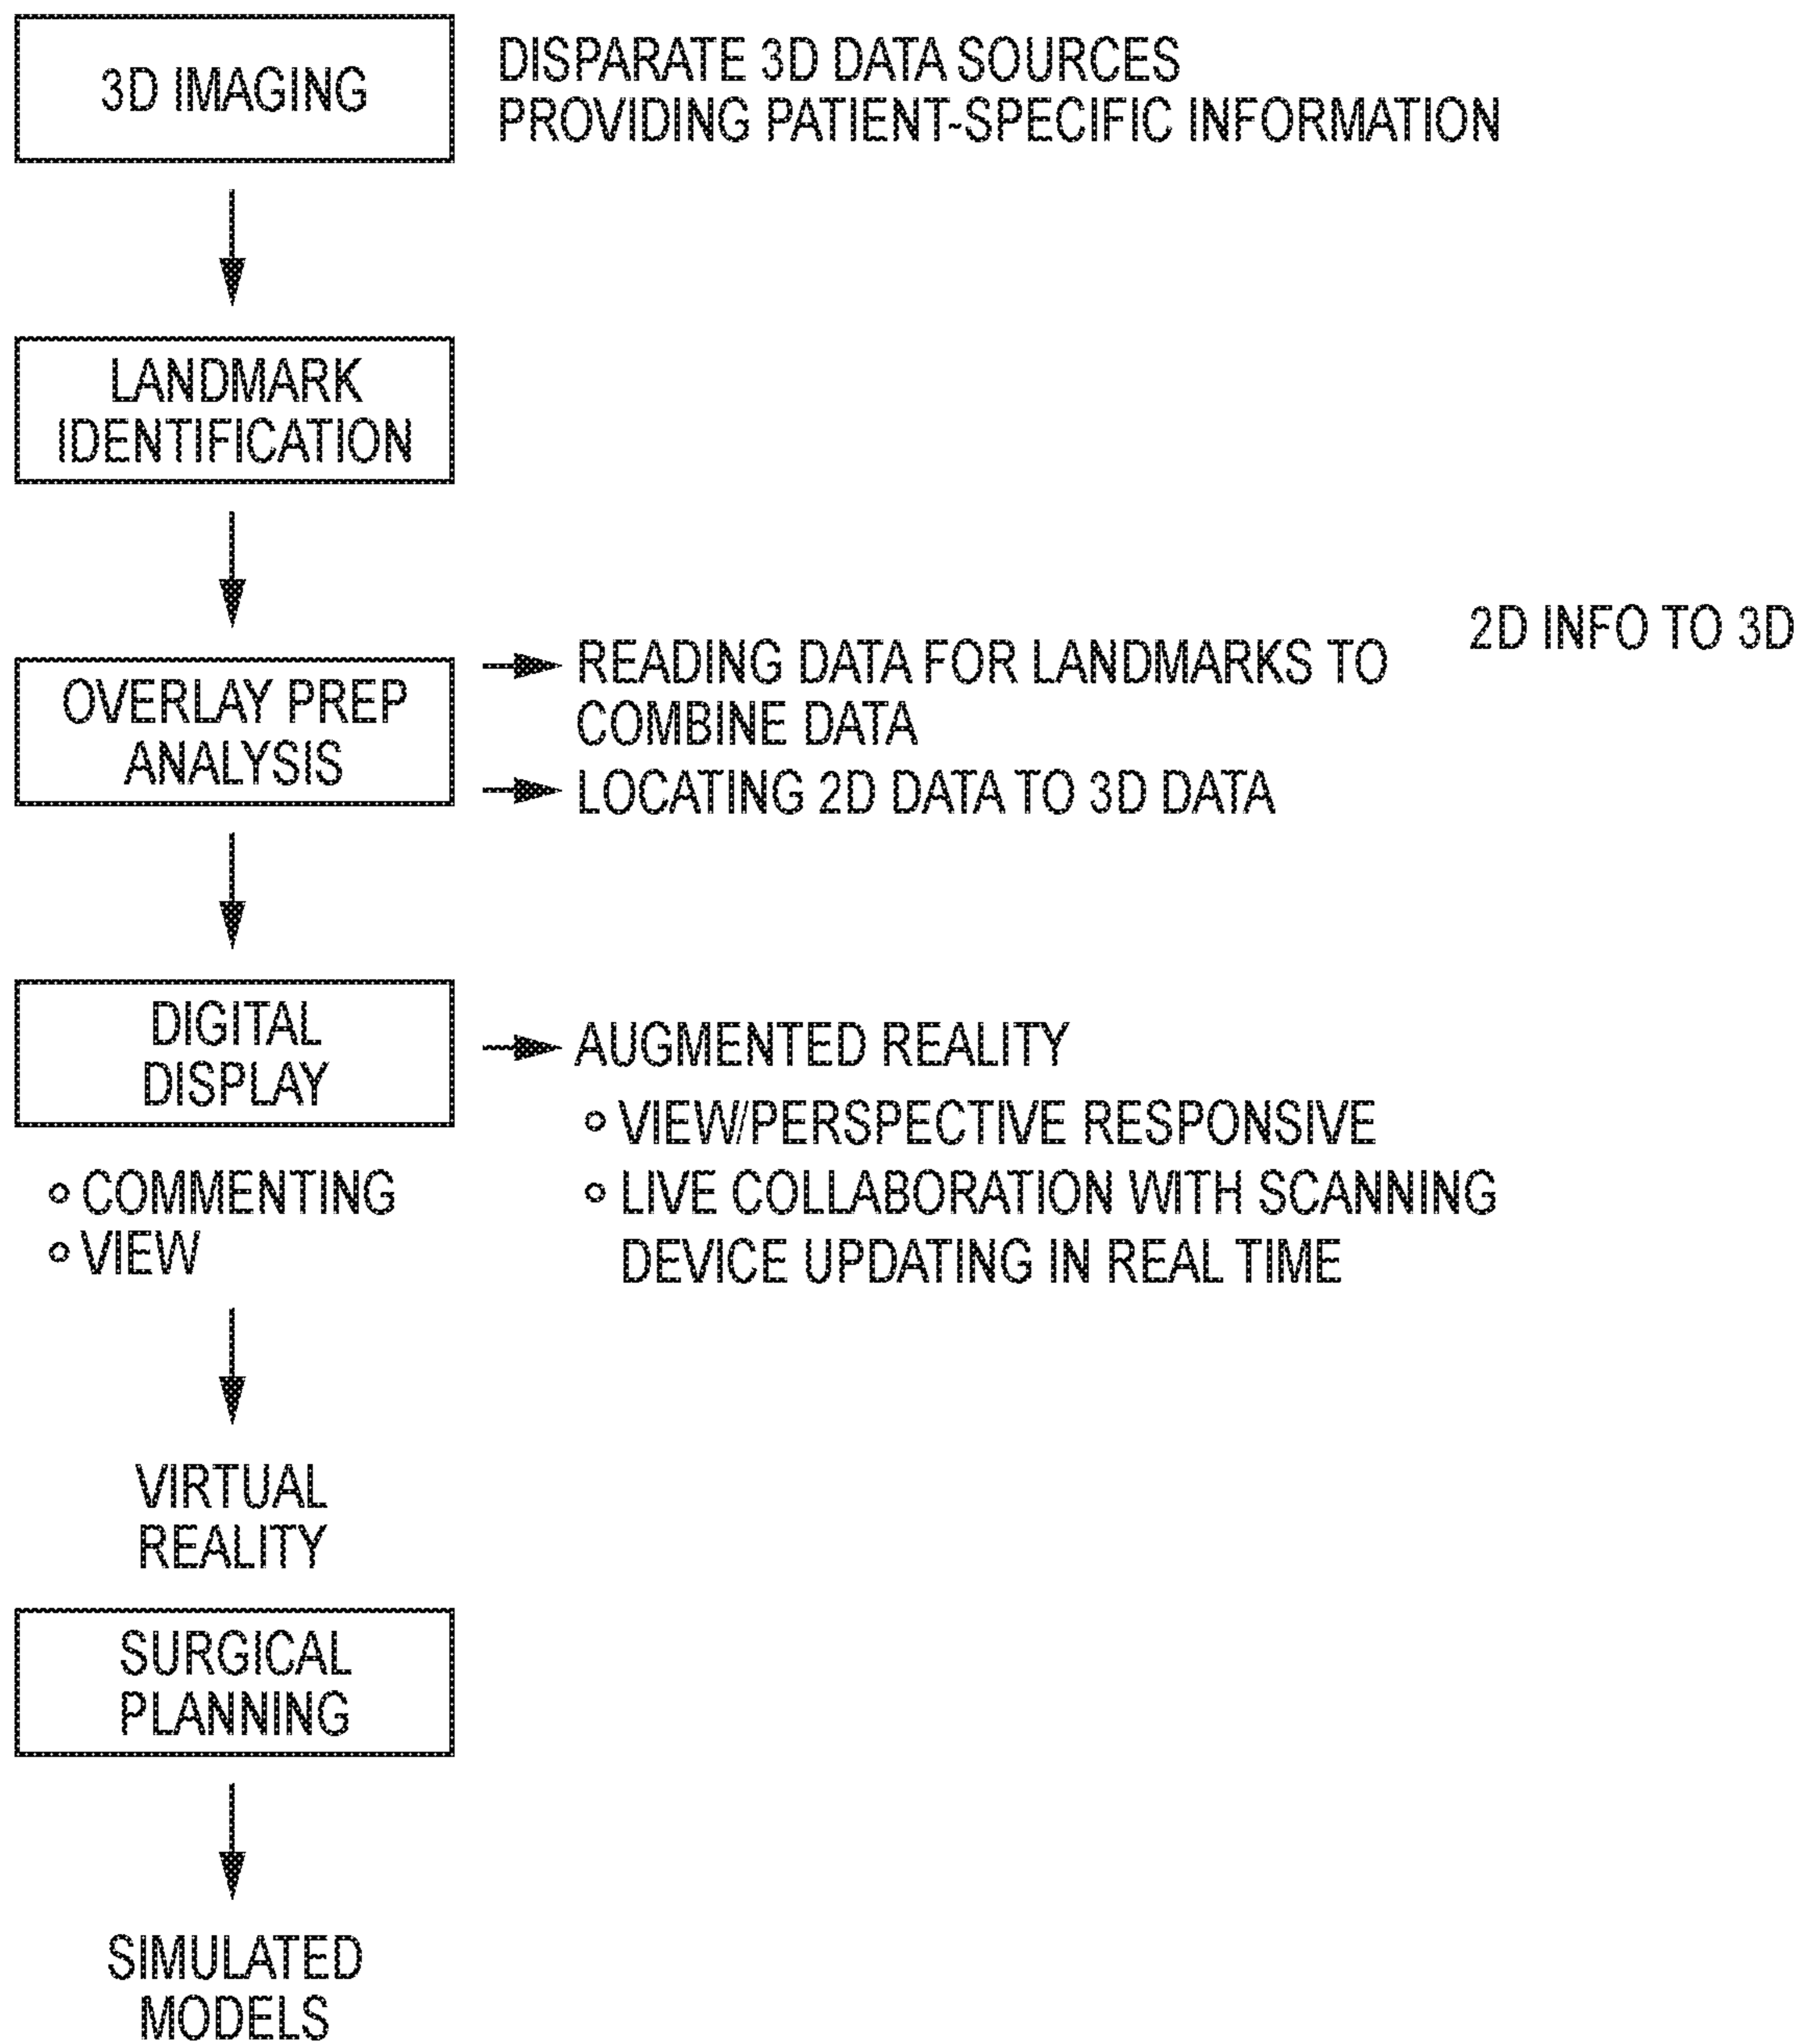 3D IMAGING
DISPARATE 3D DATA SOURCES
PROVIDING PATIENT-SPECIFIC INFORMATION
LANDMARK
IDENTIFICATION
OVERLAY PREP
ANALYSIS
READING DATA FOR LANDMARKS TO
COMBINE DATA
LOCATING 2D DATA TO 3D DATA
2D INFO TO 3D
DIGITAL
DISPLAY
COMMENTING
VIEW
AUGMENTED REALITY
VIEW/PERSPECTIVE RESPONSIVE
LIVE COLLABORATION WITH SCANNING
DEVICE UPDATING IN REAL TIME
VIRTUAL
REALITY
SURGICAL
PLANNING
SIMULATED
MODELS